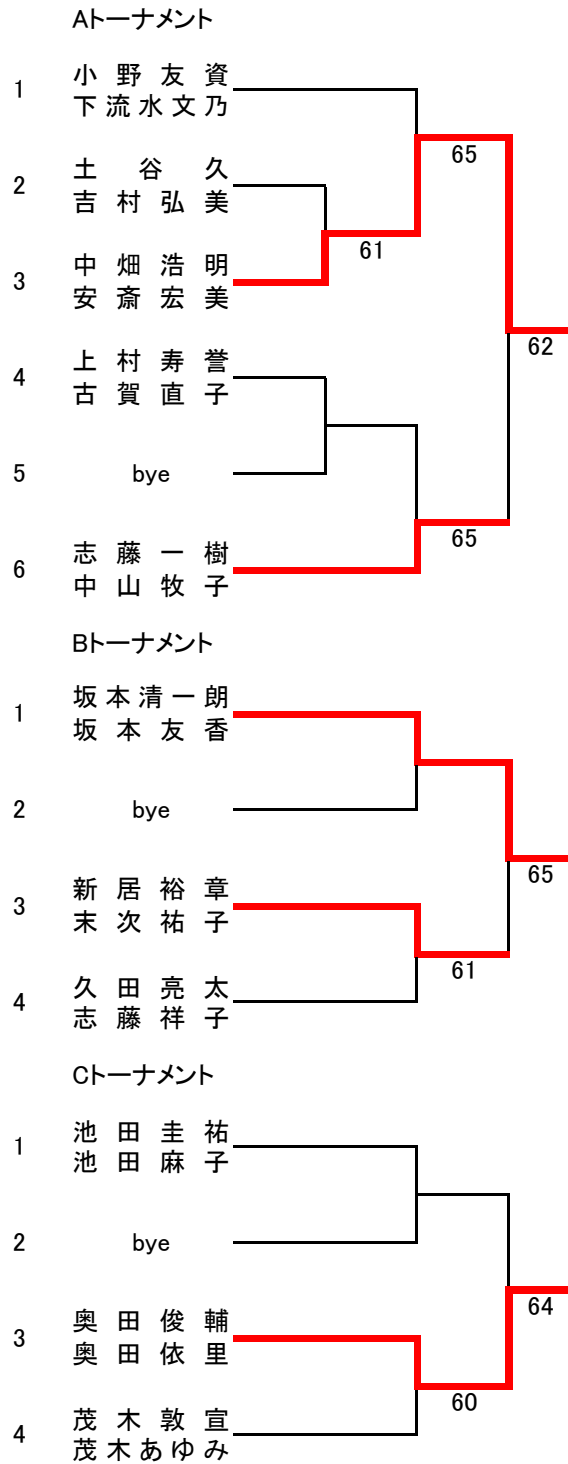 Aトーナメント
1
小野友資
下流水文乃
65
2
土谷久
吉村弘美
61
3
中畑浩明
安斎宏美
62
4
上村寿誉
古賀直子
5
bye
65
6
志藤一樹
中山牧子
Bトーナメント
1
坂本清一朗
坂本友香
2
bye
65
3
新居裕章
末次祐子
61
4
久田亮太
志藤祥子
Cトーナメント
1
池田圭祐
池田麻子
2
bye
64
3
奥田俊輔
奥田依里
60
4
茂木敦宣
茂木あゆみ